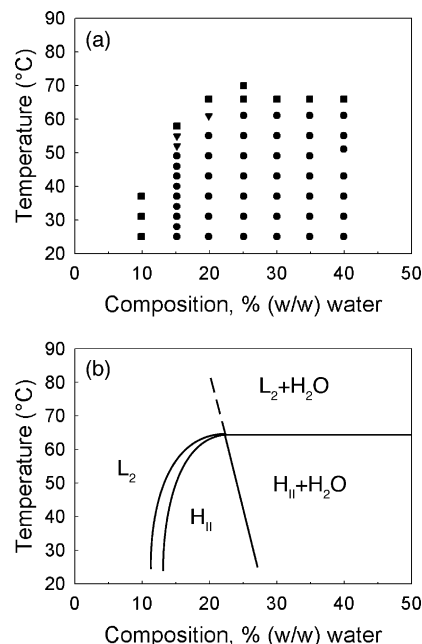 90
(a)
80
70
60
50
40
30
20
Temperature (°C)
0 10 20 30 40 50
Composition, % (w/w) water
90
(b)
80
70
60
50
40
30
20
Temperature (°C)
L₂+H₂O
L₂
H_II+H₂O
H_II
0 10 20 30 40 50
Composition, % (w/w) water